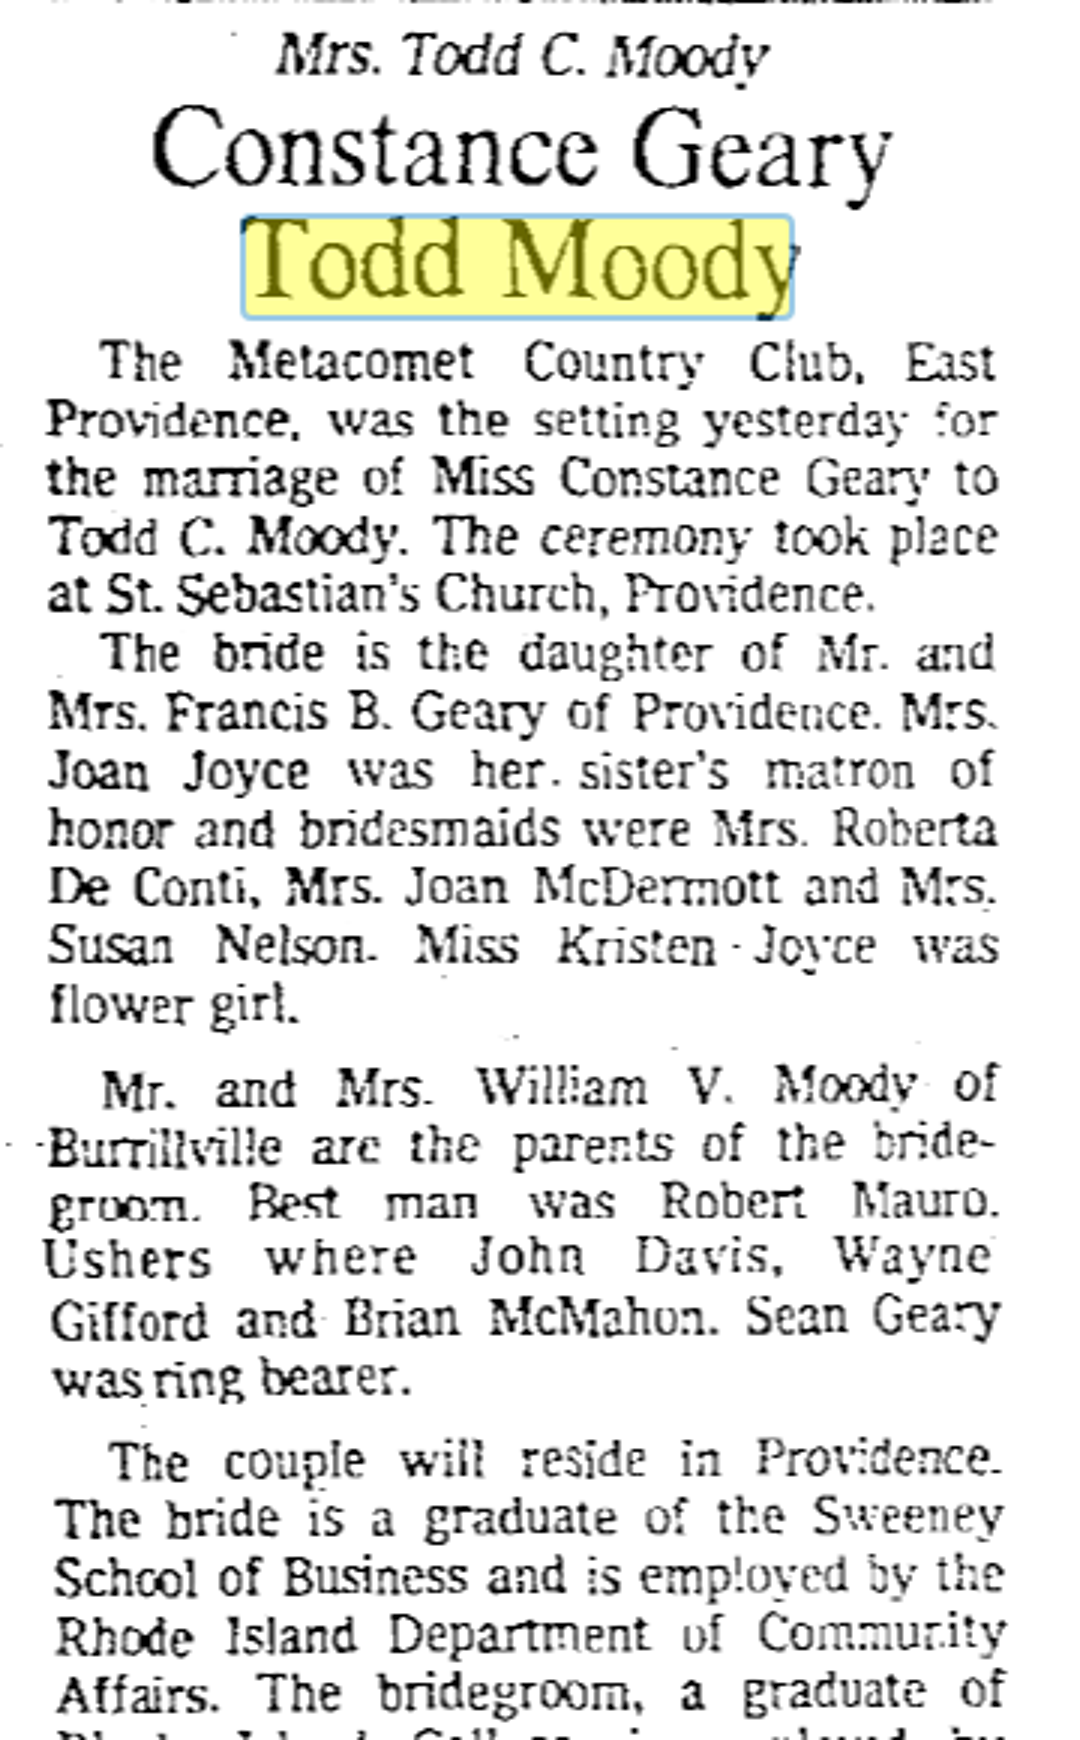 Mrs. Todd C. Moody
Constance Geary
Todd Moody
The Metacomet Country Club, East
Providence, was the setting yesterday for
the marriage of Miss Constance Geary to
Todd C. Moody. The ceremony took place
at St. Sebastian's Church, Providence.
The bride is the daughter of Mr. and
Mrs. Francis B. Geary of Providence. Mrs.
Joan Joyce was her sister's matron of
honor and bridesmaids were Mrs. Roberta
De Conti, Mrs. Joan McDermott and Mrs.
Susan Nelson. Miss Kristen Joyce was
flower girl.
Mr. and Mrs. William V. Moody of
Burrillville are the parents of the bride-
groom. Best man was Robert Mauro.
Ushers where John Davis, Wayne
Gifford and Brian McMahon. Sean Geary
was ring bearer.
The couple will reside in Providence.
The bride is a graduate of the Sweeney
School of Business and is employed by the
Rhode Island Department of Community
Affairs. The bridegroom, a graduate of